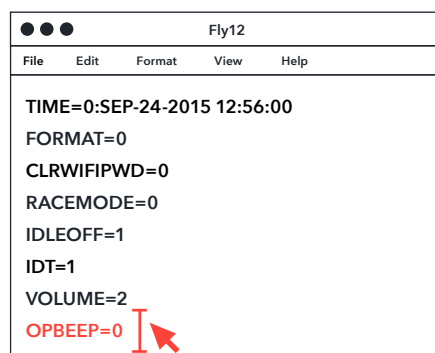 Fly12
File Edit Format View Help
TIME=0:SEP-24-2015 12:56:00
FORMAT=0
CLRWIFIPWD=0
RACEMODE=0
IDLEOFF=1
IDT=1
VOLUME=2
OPBEEP=0